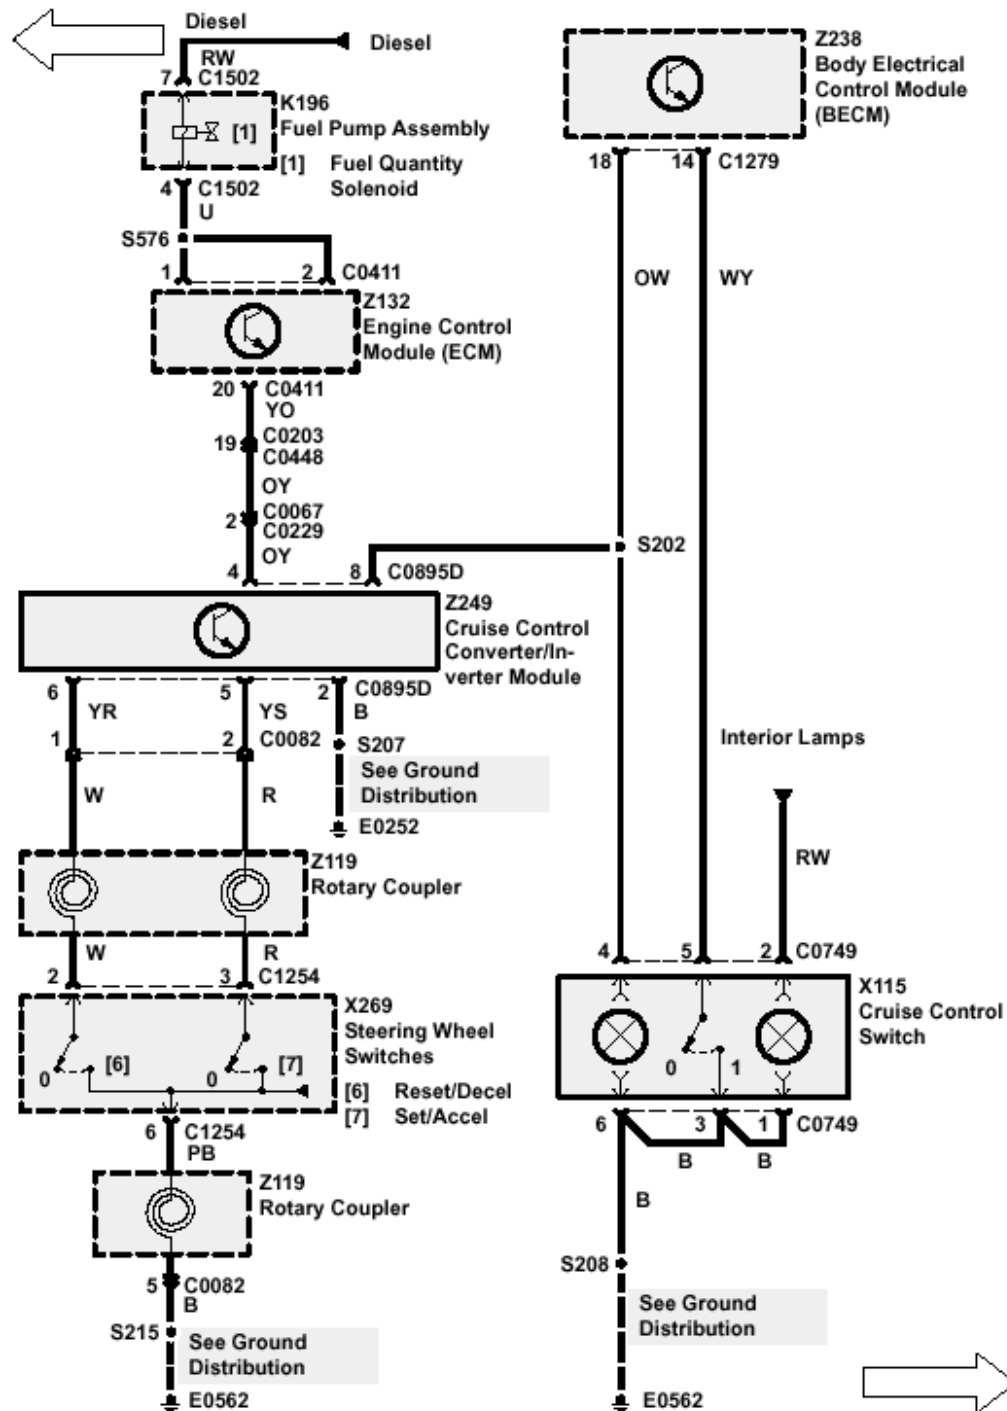 Diesel
Diesel
RW
7 C1502
K196
Fuel Pump Assembly
[1]
[1] Fuel Quantity
Solenoid
4 C1502
U
S576
1 2 C0411
Z132
Engine Control
Module (ECM)
20 C0411
YO
19 C0203
C0448
OY
2 C0067
C0229
OY
4 8 C0895D
Z249
Cruise Control
Converter/In-
verter Module
6 5 2 C0895D
YR YS B
1 2 C0082
S207
See Ground
Distribution
W R
E0252
Z119
Rotary Coupler
W R
2 3 C1254
X269
Steering Wheel
Switches
0 [6] 0 [7]
[6] Reset/Decel
[7] Set/Accel
6 C1254
PB
Z119
Rotary Coupler
5 C0082
B
S215
See Ground
Distribution
E0562
Z238
Body Electrical
Control Module
(BECM)
18 14 C1279
OW WY
S202
Interior Lamps
RW
4 5 2 C0749
X115
Cruise Control
Switch
0 1
6 3 1 C0749
B B
B
S208
See Ground
Distribution
E0562